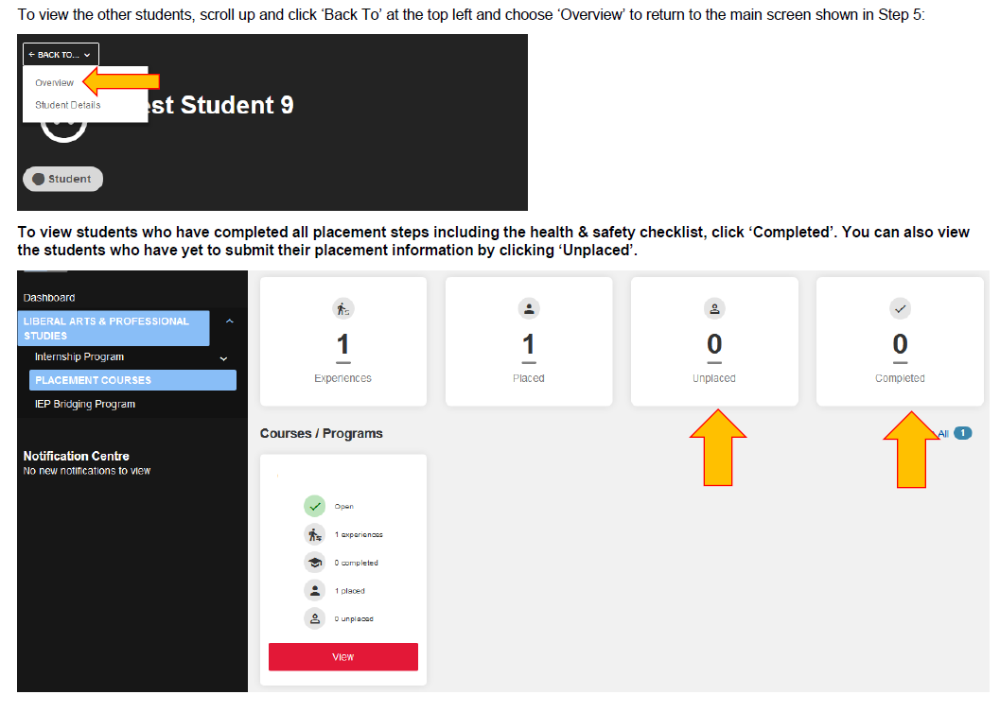 To view the other students, scroll up and click ‘Back To’ at the top left and choose ‘Overview’ to return to the main screen shown in Step 5:
← BACK TO...
Overview
Student Details
est Student 9
Student
To view students who have completed all placement steps including the health & safety checklist, click ‘Completed’. You can also view
the students who have yet to submit their placement information by clicking ‘Unplaced’.
Dashboard
LIBERAL ARTS & PROFESSIONAL
STUDIES
Internship Program
PLACEMENT COURSES
IEP Bridging Program
Notification Centre
No new notifications to view
1
Experiences
1
Placed
0
Unplaced
0
Completed
Courses / Programs
All 1
Open
1 experiences
0 completed
1 placed
0 unplaced
View